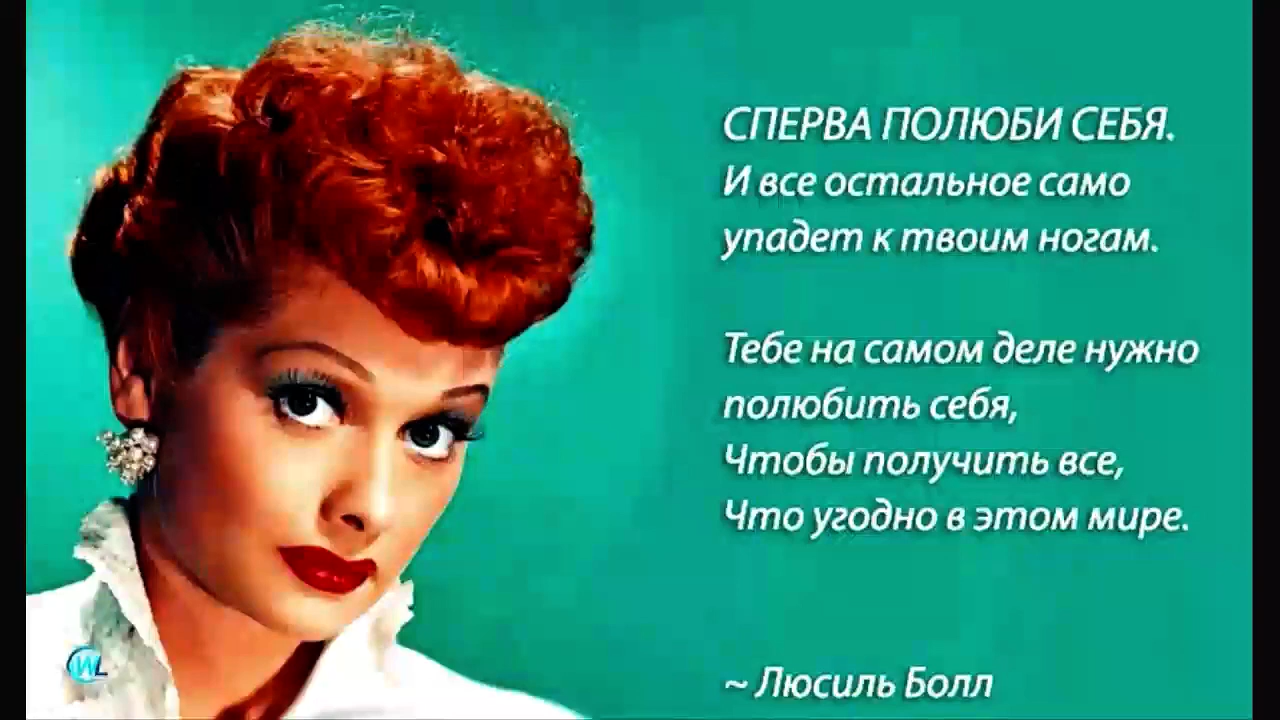 СПЕРВА ПОЛЮБИ СЕБЯ.
И все остальное само
упадет к твоим ногам.
Тебе на самом деле нужно
полюбить себя,
Чтобы получить все,
Что угодно в этом мире.
~ Люсиль Болл
WL